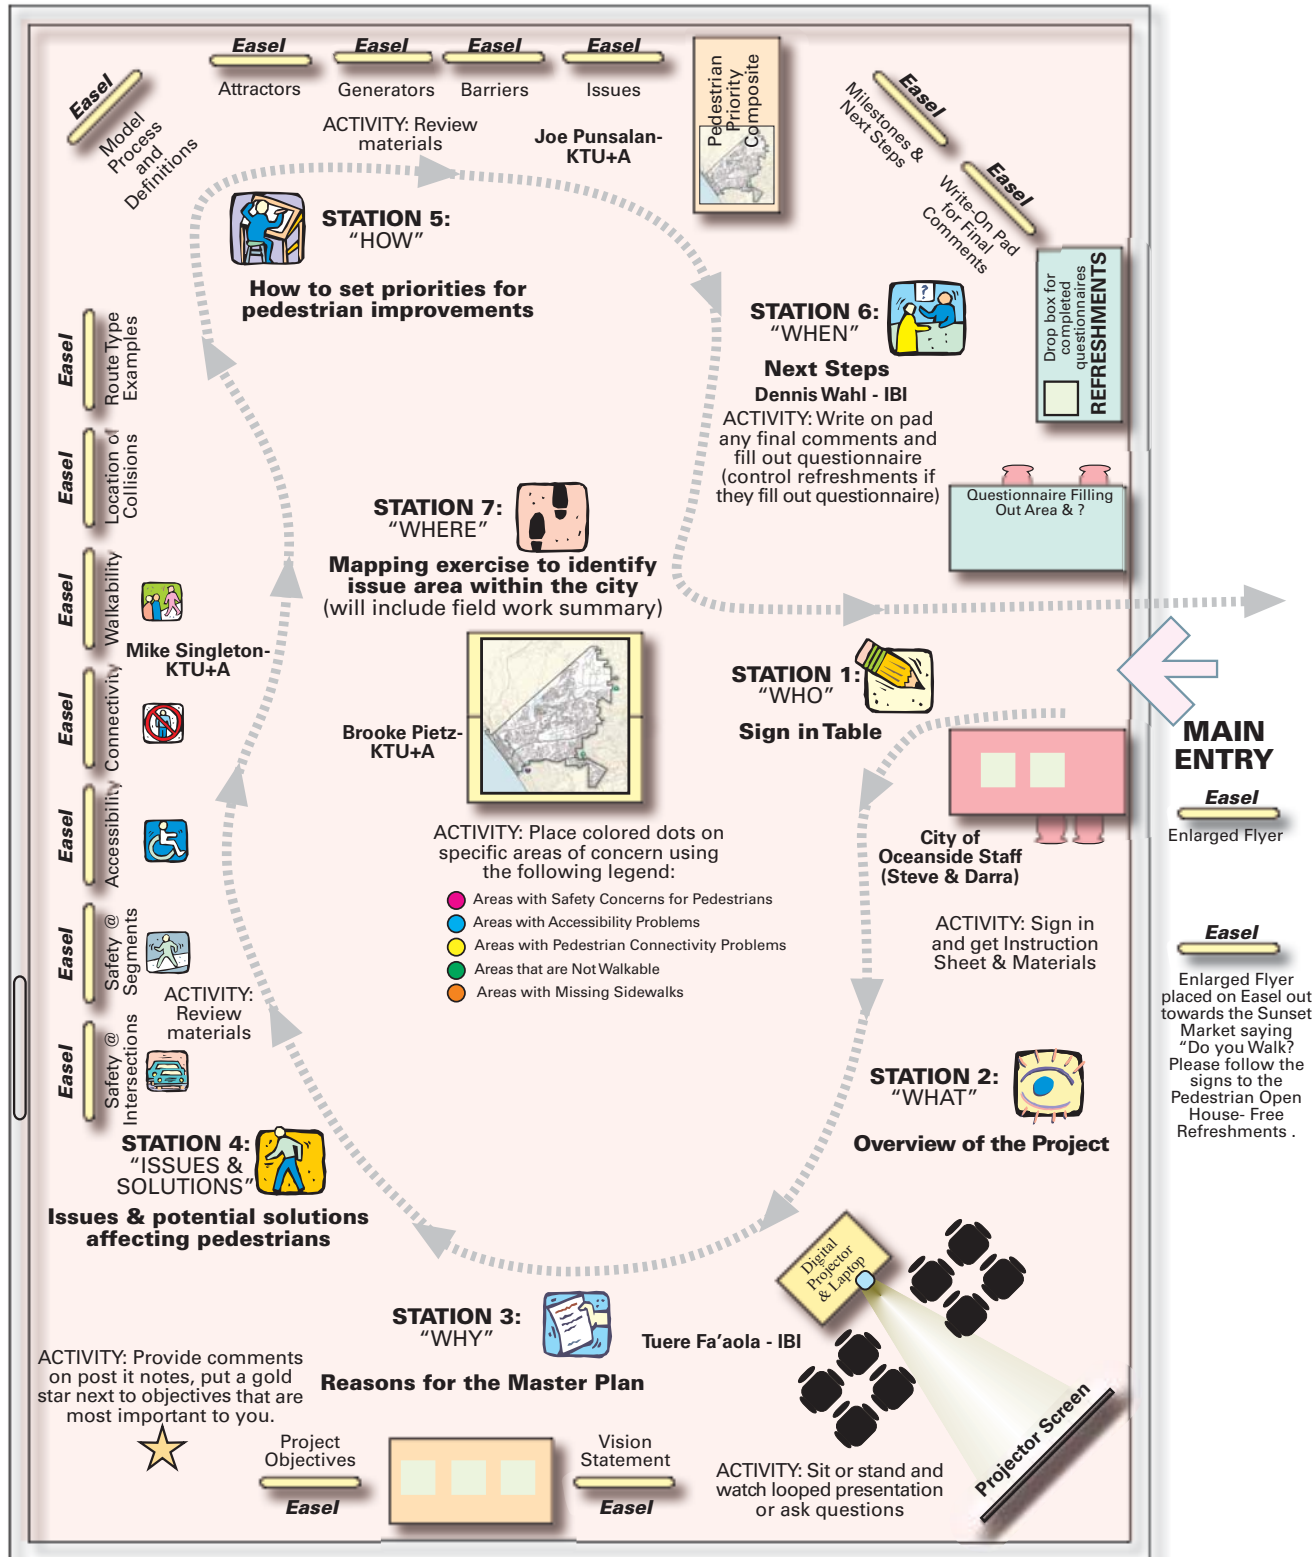 Easel
Attractors
Easel
Generators
Easel
Barriers
Easel
Issues
ACTIVITY: Review
materials
Joe Punsalan-
KTU+A
Pedestrian
Priority
Composite
Easel
Model
Process
and
Definitions
Easel
Milestones &
Next Steps
Easel
Write-On Pad
for Final
Comments
STATION 5:
“HOW”
How to set priorities for
pedestrian improvements
Drop box for
completed
questionnaires
REFRESHMENTS
STATION 6:
“WHEN”
Next Steps
Dennis Wahl - IBI
ACTIVITY: Write on pad
any final comments and
fill out questionnaire
(control refreshments if
they fill out questionnaire)
Questionnaire Filling
Out Area & ?
Easel
Route Type
Examples
Easel
Location of
Collisions
Easel
Walkability
Mike Singleton-
KTU+A
Easel
Connectivity
Easel
Accessibility
Easel
Safety @
Segments
ACTIVITY:
Review
materials
Easel
Safety @
Intersections
STATION 7:
“WHERE”
Mapping exercise to identify
issue area within the city
(will include field work summary)
Brooke Pietz-
KTU+A
ACTIVITY: Place colored dots on
specific areas of concern using
the following legend:
Areas with Safety Concerns for Pedestrians
Areas with Accessibility Problems
Areas with Pedestrian Connectivity Problems
Areas that are Not Walkable
Areas with Missing Sidewalks
STATION 1:
“WHO”
Sign in Table
MAIN
ENTRY
Easel
Enlarged Flyer
City of
Oceanside Staff
(Steve & Darra)
ACTIVITY: Sign in
and get Instruction
Sheet & Materials
Easel
Enlarged Flyer
placed on Easel out
towards the Sunset
Market saying
“Do you Walk?
Please follow the
signs to the
Pedestrian Open
House- Free
Refreshments .
STATION 2:
“WHAT”
Overview of the Project
STATION 4:
“ISSUES &
SOLUTIONS”
Issues & potential solutions
affecting pedestrians
Digital
Projector
& Laptop
STATION 3:
“WHY”
Tuere Fa’aola - IBI
Reasons for the Master Plan
ACTIVITY: Provide comments
on post it notes, put a gold
star next to objectives that are
most important to you.
Project
Objectives
Easel
Vision
Statement
Easel
Projector Screen
ACTIVITY: Sit or stand and
watch looped presentation
or ask questions